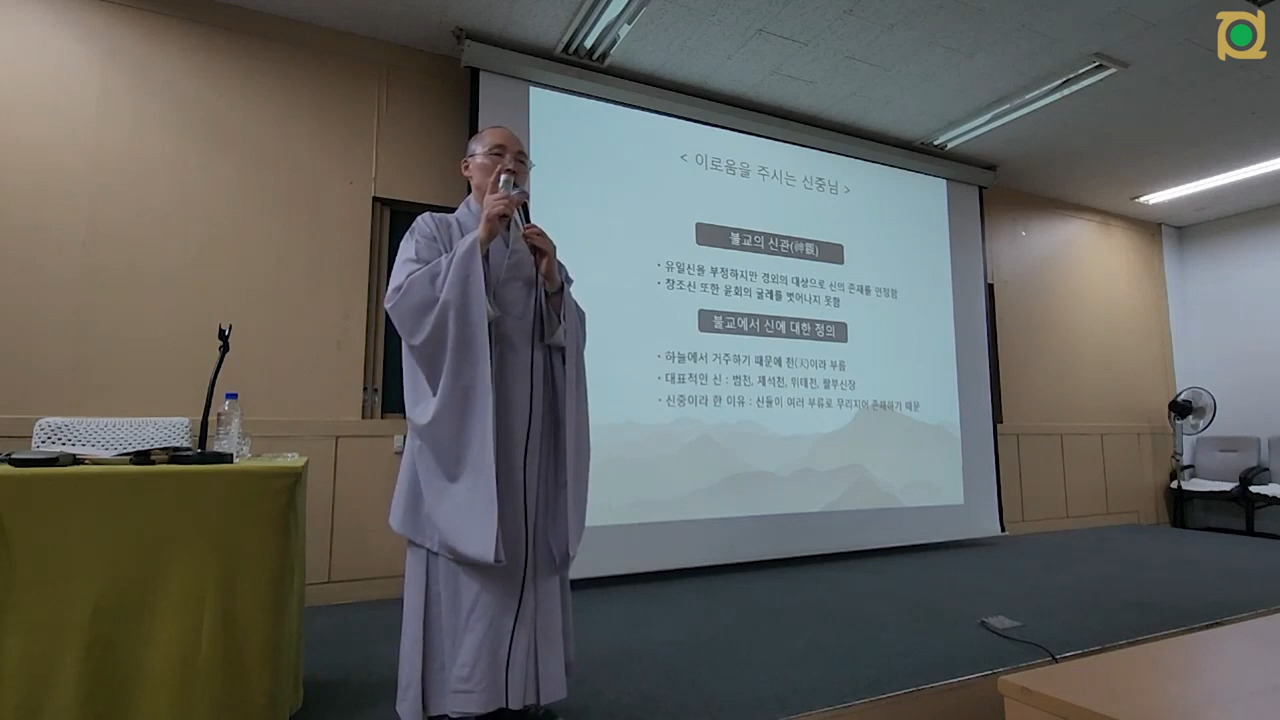 < 이로움을 주시는 신중님 >
불교의 신관(神觀)
• 유일신을 부정하지만 경외의 대상으로 신의 존재를 인정함
• 창조신 또한 윤회의 굴레를 벗어나지 못함
불교에서 신에 대한 정의
• 하늘에서 거주하기 때문에 천(天)이라 부름
• 대표적인 신 : 범천, 제석천, 위태천, 팔부신장
• 신중이라 한 이유 : 신들이 여러 부류로 무리지어 존재하기 때문